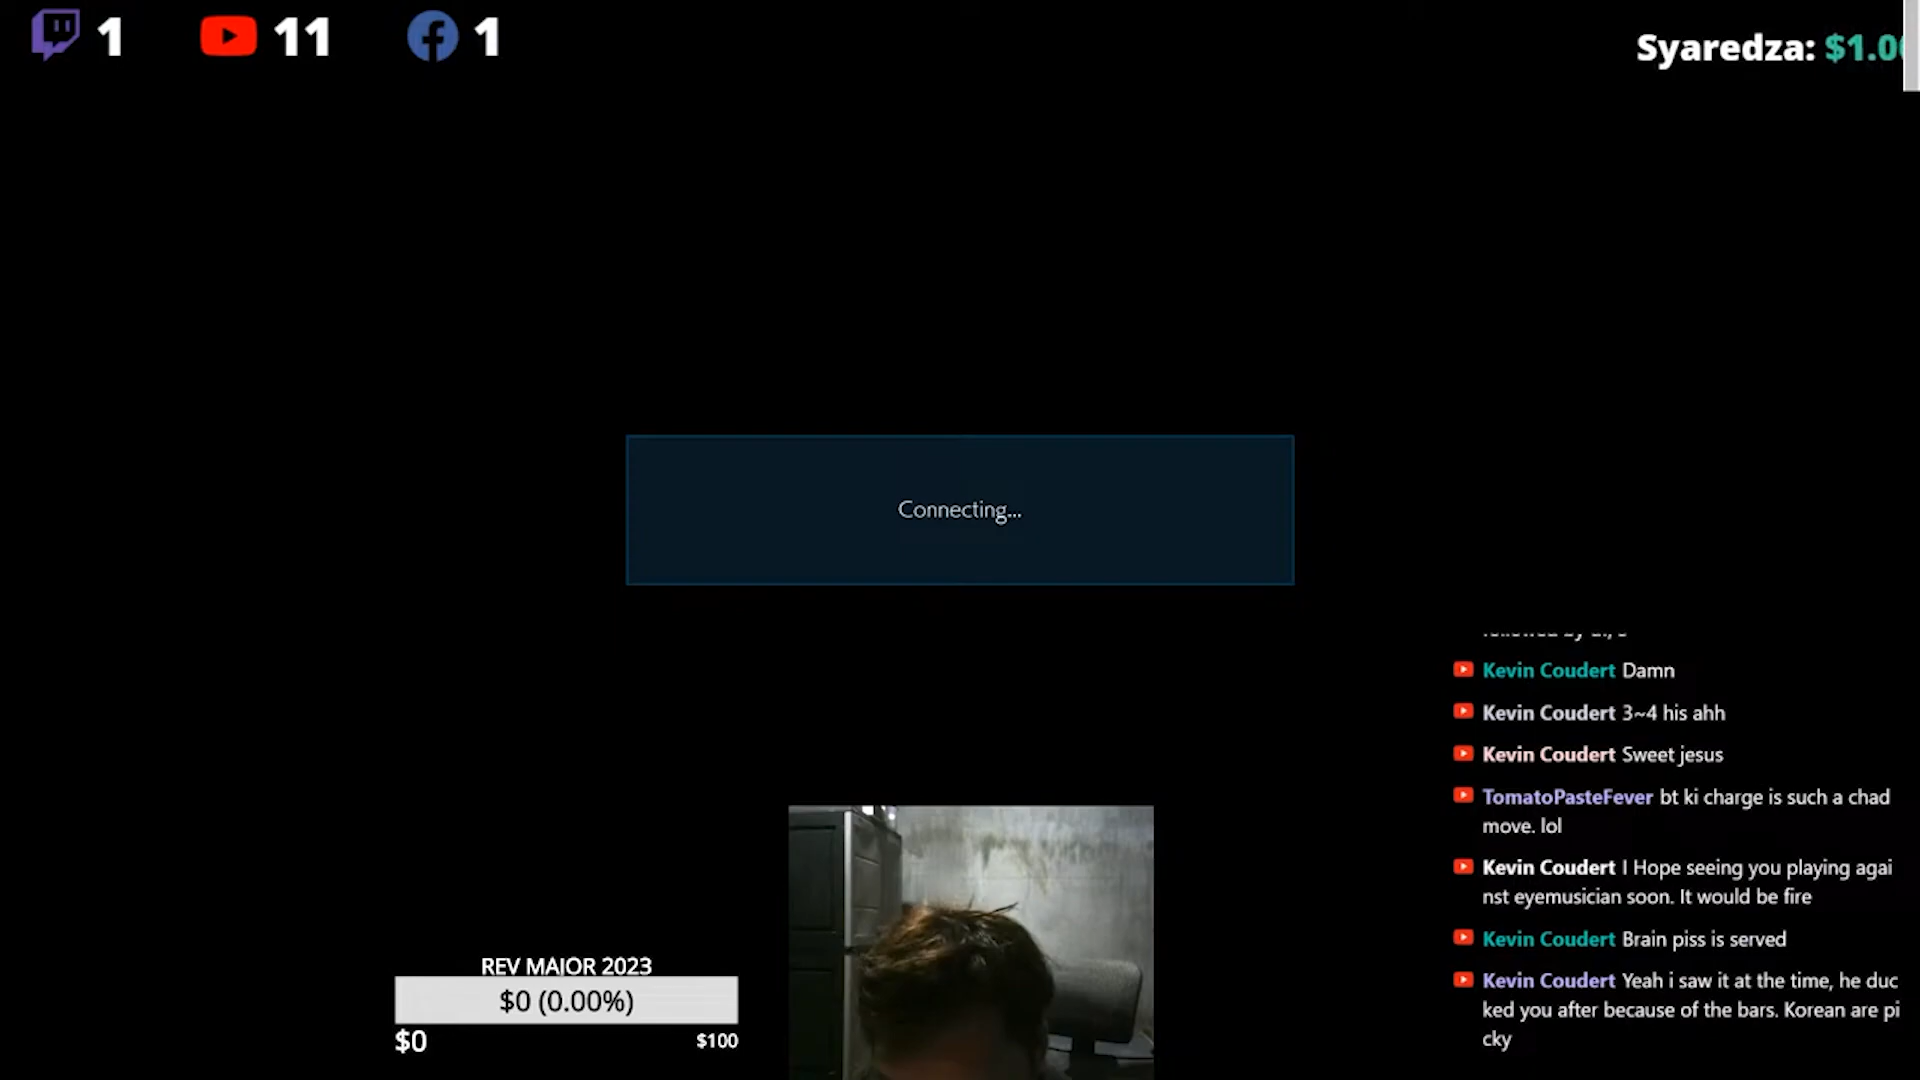 1 11 1
Syaredza: $1.0
Connecting...
Kevin Coudert Damn
Kevin Coudert 3~4 his ahh
Kevin Coudert Sweet jesus
TomatoPasteFever bt ki charge is such a chad
move. lol
Kevin Coudert I Hope seeing you playing agai
nst eyemusician soon. It would be fire
Kevin Coudert Brain piss is served
Kevin Coudert Yeah i saw it at the time, he duc
ked you after because of the bars. Korean are pi
cky
REV MAJOR 2023
$0 (0.00%)
$0 $100